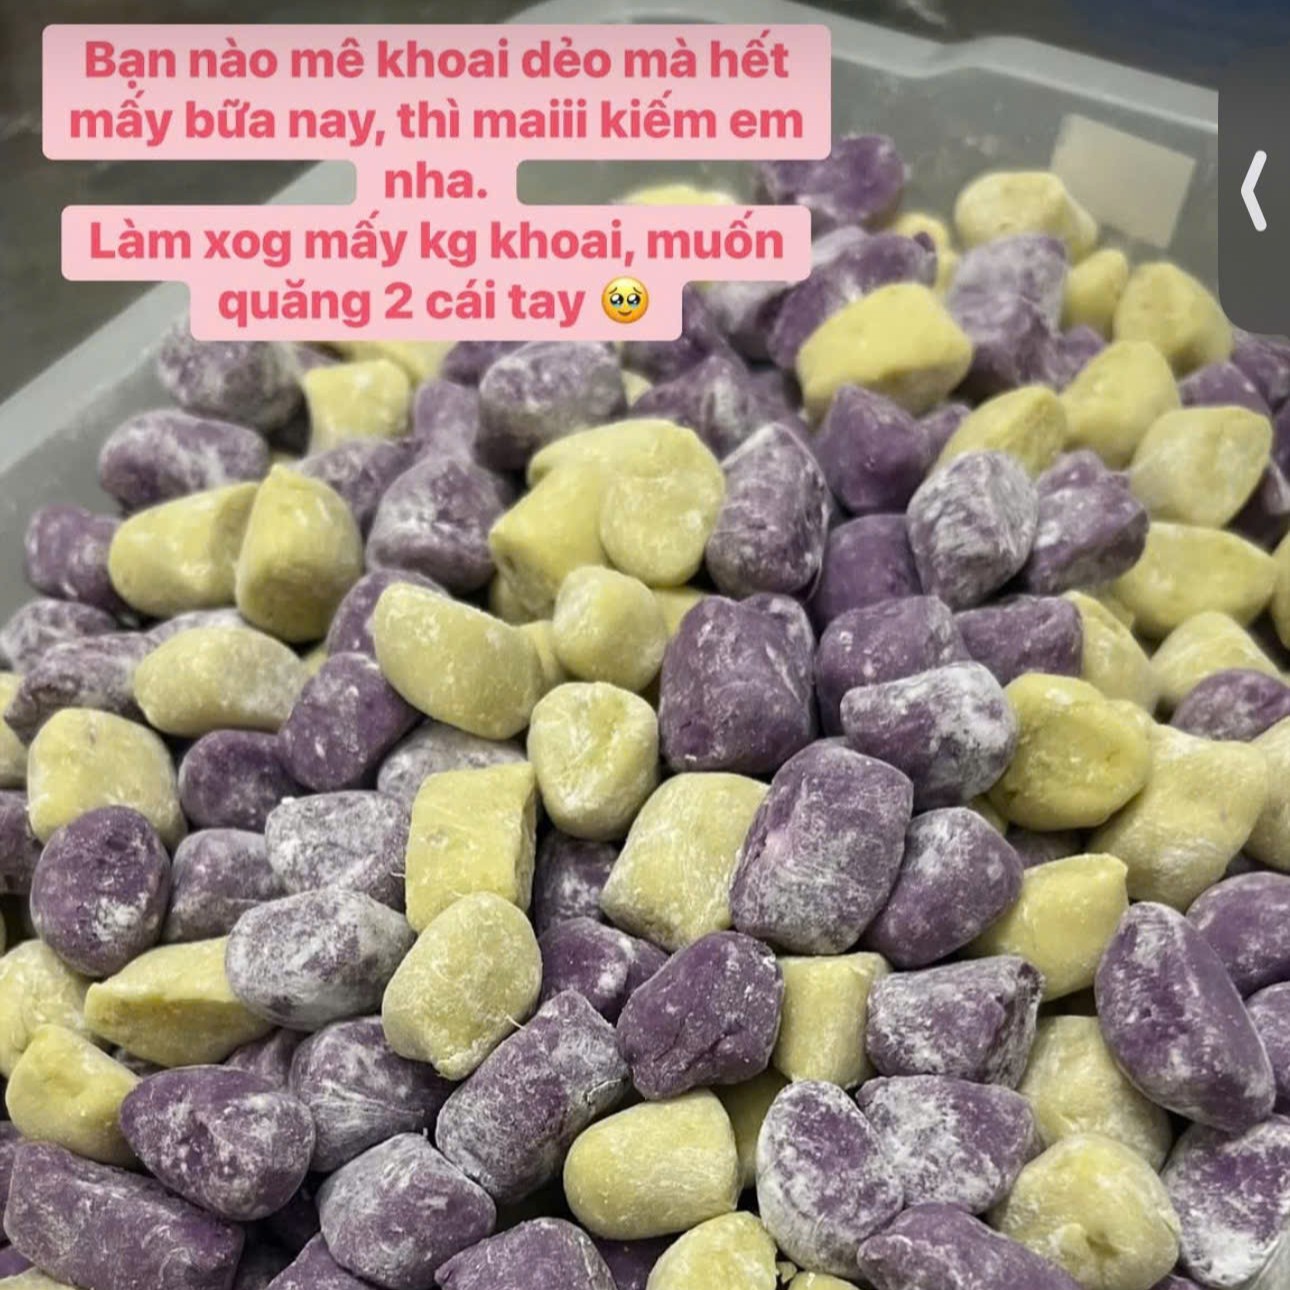 Bạn nào mê khoai dẻo mà hết
mấy bữa nay, thì maiii kiếm em
nha.
Làm xog mấy kg khoai, muốn
quăng 2 cái tay 🥹